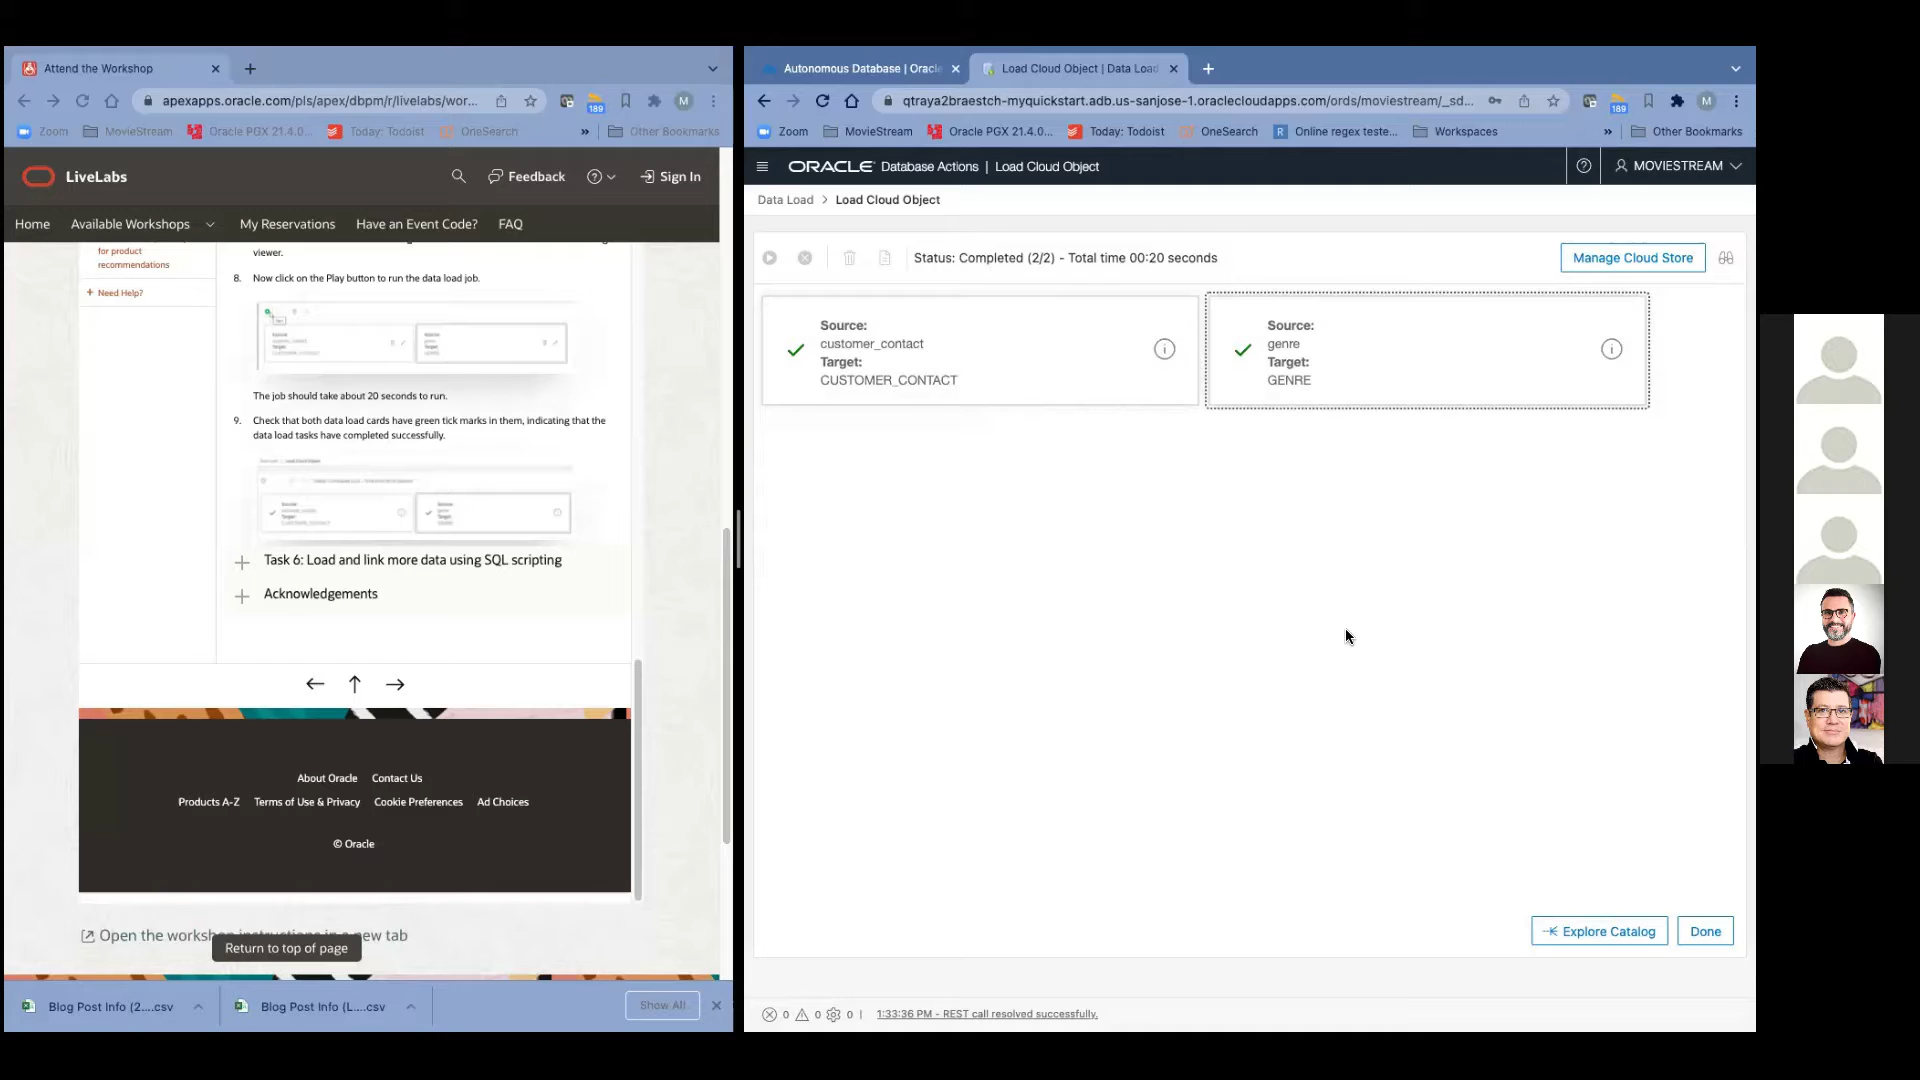 Attend the Workshop
apexapps.oracle.com/pls/apex/dbpm/r/livelabs/wor...
189
M
Zoom
MovieStream
Oracle PGX 21.4.0...
Today: Todoist
OneSearch
»
Other Bookmarks
LiveLabs
Feedback
Sign In
Home
Available Workshops
My Reservations
Have an Event Code?
FAQ
for product
recommendations
+ Need Help?
viewer.
8. Now click on the Play button to run the data load job.
The job should take about 20 seconds to run.
9. Check that both data load cards have green tick marks in them, indicating that the
data load tasks have completed successfully.
Task 6: Load and link more data using SQL scripting
Acknowledgements
About Oracle
Contact Us
Products A-Z
Terms of Use & Privacy
Cookie Preferences
Ad Choices
© Oracle
Open the workshop instructions in a new tab
Return to top of page
Blog Post Info (2....csv
Blog Post Info (L....csv
Show All
Autonomous Database | Oracle
Load Cloud Object | Data Load
qtraya2braestch-myquickstart.adb.us-sanjose-1.oraclecloudapps.com/ords/moviestream/_sd...
189
M
Zoom
MovieStream
Oracle PGX 21.4.0...
Today: Todoist
OneSearch
R
Online regex teste...
Workspaces
»
Other Bookmarks
ORACLE Database Actions | Load Cloud Object
MOVIESTREAM
Data Load > Load Cloud Object
Status: Completed (2/2) - Total time 00:20 seconds
Manage Cloud Store
Source:
customer_contact
Target:
CUSTOMER_CONTACT
Source:
genre
Target:
GENRE
Explore Catalog
Done
0 0 0 | 1:33:36 PM - REST call resolved successfully.